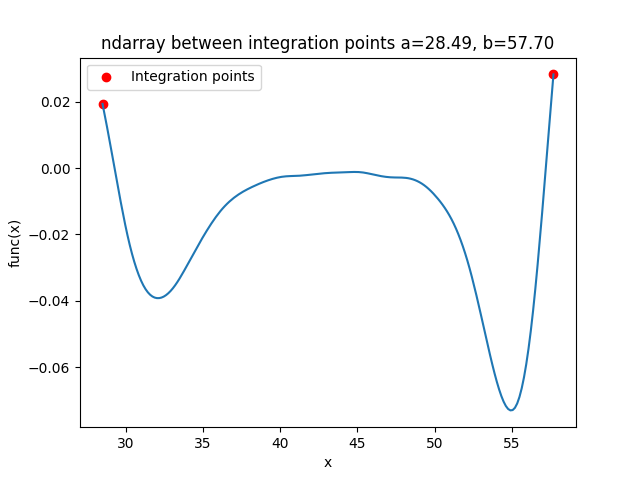 ndarray between integration points a=28.49, b=57.70
Integration points
0.02
0.00
−0.02
−0.04
−0.06
func(x)
30 35 40 45 50 55
x